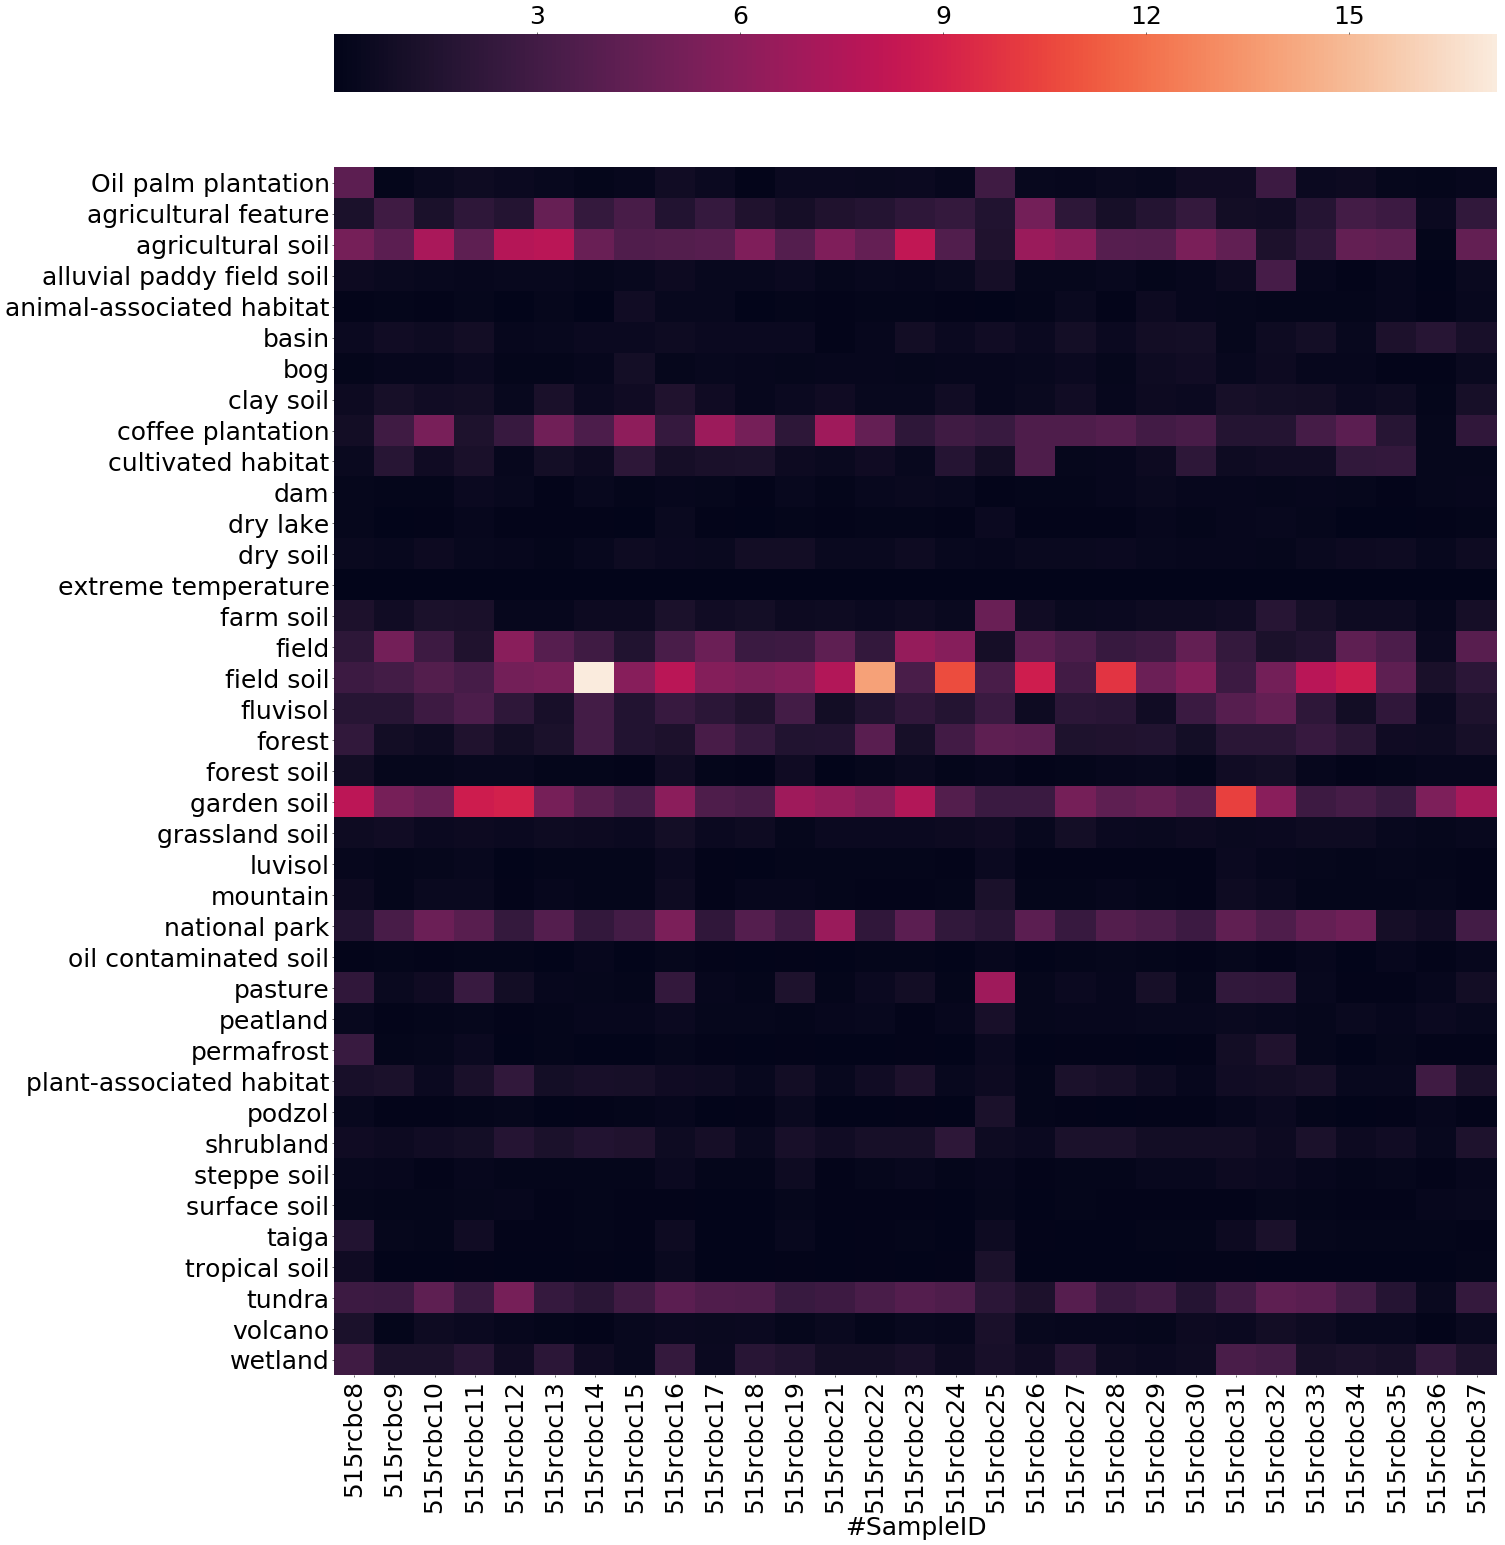 3 6 9 12 15
Oil palm plantation
agricultural feature
agricultural soil
alluvial paddy field soil
animal-associated habitat
basin
bog
clay soil
coffee plantation
cultivated habitat
dam
dry lake
dry soil
extreme temperature
farm soil
field
field soil
fluvisol
forest
forest soil
garden soil
grassland soil
luvisol
mountain
national park
oil contaminated soil
pasture
peatland
permafrost
plant-associated habitat
podzol
shrubland
steppe soil
surface soil
taiga
tropical soil
tundra
volcano
wetland
515rcbc8
515rcbc9
515rcbc10
515rcbc11
515rcbc12
515rcbc13
515rcbc14
515rcbc15
515rcbc16
515rcbc17
515rcbc18
515rcbc19
515rcbc21
515rcbc22
515rcbc23
515rcbc24
515rcbc25
515rcbc26
515rcbc27
515rcbc28
515rcbc29
515rcbc30
515rcbc31
515rcbc32
515rcbc33
515rcbc34
515rcbc35
515rcbc36
515rcbc37
#SampleID